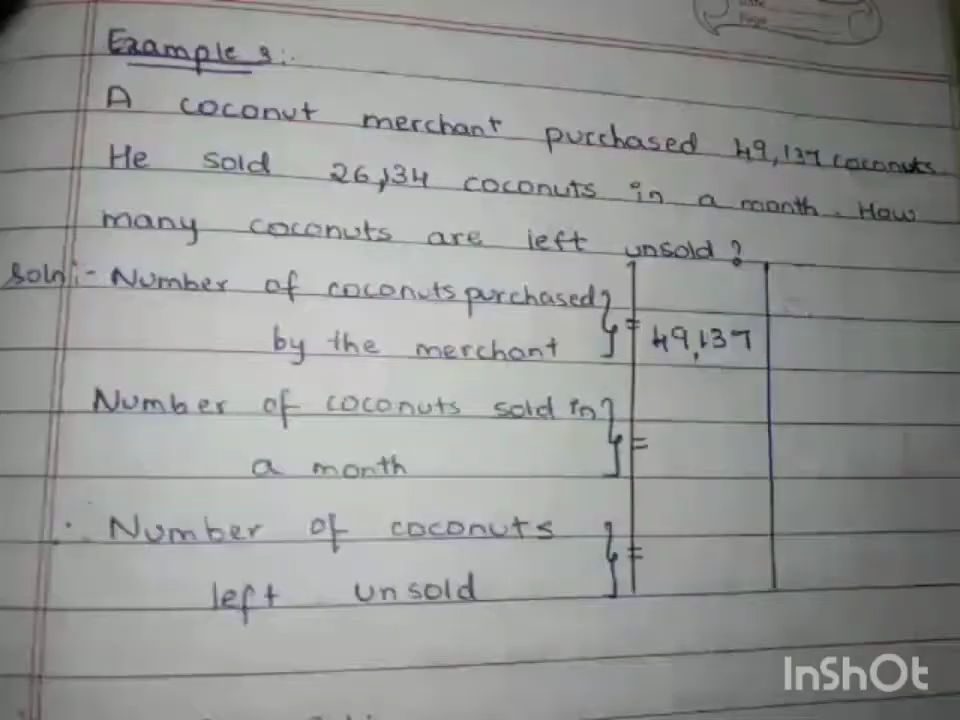 Page
Example 3:.
A coconut merchant purchased 49,137 coconuts.
He sold 26,134 coconuts in a month. How
many coconuts are left unsold?
Soln:- Number of coconuts purchased
by the merchant } = 49,137
Number of coconuts sold in
a month } =
∴ Number of coconuts
left unsold } =
InShOt